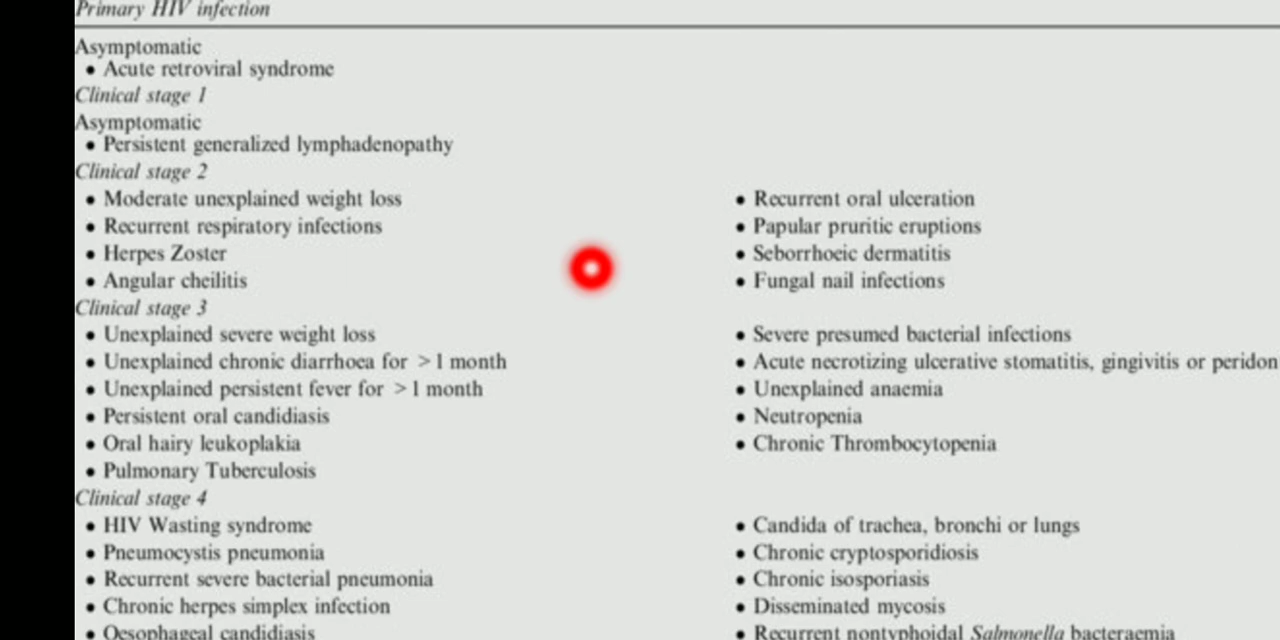 Primary HIV infection
Asymptomatic
• Acute retroviral syndrome
Clinical stage 1
Asymptomatic
• Persistent generalized lymphadenopathy
Clinical stage 2
• Moderate unexplained weight loss
• Recurrent oral ulceration
• Recurrent respiratory infections
• Papular pruritic eruptions
• Herpes Zoster
• Seborrhoeic dermatitis
• Angular cheilitis
• Fungal nail infections
Clinical stage 3
• Unexplained severe weight loss
• Severe presumed bacterial infections
• Unexplained chronic diarrhoea for >1 month
• Acute necrotizing ulcerative stomatitis, gingivitis or peridon
• Unexplained persistent fever for >1 month
• Unexplained anaemia
• Persistent oral candidiasis
• Neutropenia
• Oral hairy leukoplakia
• Chronic Thrombocytopenia
• Pulmonary Tuberculosis
Clinical stage 4
• HIV Wasting syndrome
• Candida of trachea, bronchi or lungs
• Pneumocystis pneumonia
• Chronic cryptosporidiosis
• Recurrent severe bacterial pneumonia
• Chronic isosporiasis
• Chronic herpes simplex infection
• Disseminated mycosis
• Oesophageal candidiasis
• Recurrent nontyphoidal Salmonella bacteraemia